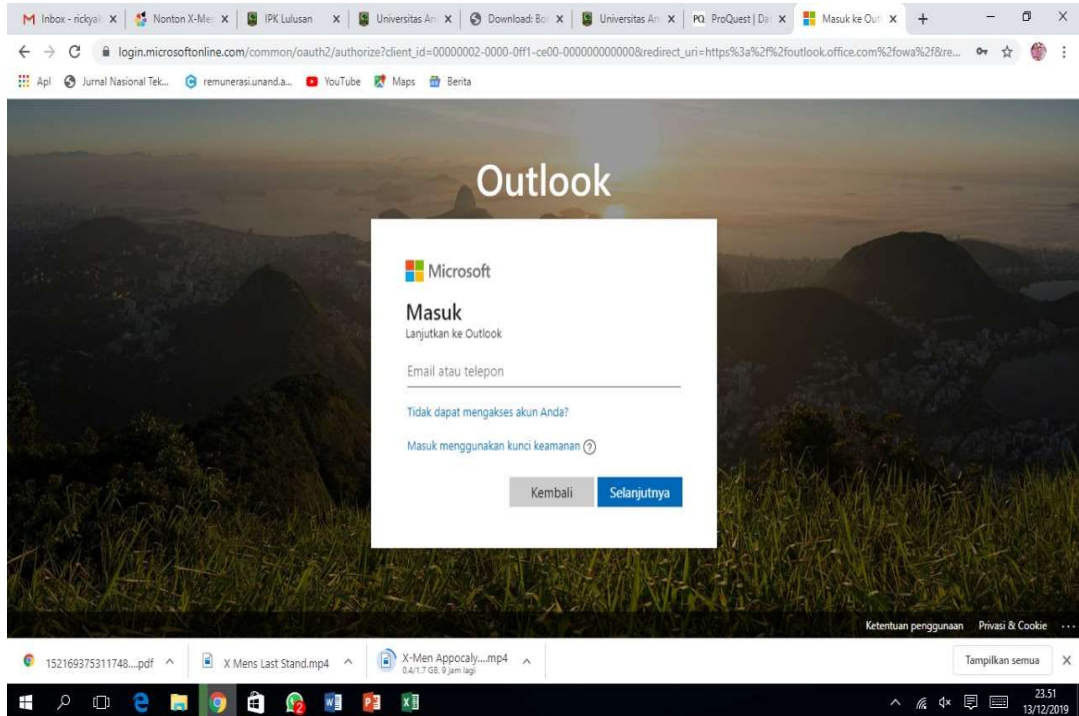 Inbox - rickyal
Nonton X-Mer
IPK Lulusan
Universitas An
Download: Bo
Universitas An
PQ ProQuest | Da
Masuk ke Out
login.microsoftonline.com/common/oauth2/authorize?client_id=00000002-0000-0ff1-ce00-000000000000&redirect_uri=https%3a%2f%2foutlook.office.com%2fowa%2f&re...
Apl Jurnal Nasional Tek... remunerasi.unand.a... YouTube Maps Berita
Outlook
Microsoft
Masuk
Lanjutkan ke Outlook
Email atau telepon
Tidak dapat mengakses akun Anda?
Masuk menggunakan kunci keamanan
Kembali Selanjutnya
Ketentuan penggunaan Privasi & Cookie ...
152169375311748....pdf
X Mens Last Stand.mp4
X-Men Appocaly....mp4
0,4/1,7 GB, 9 jam lagi
Tampilkan semua
23.51
13/12/2019